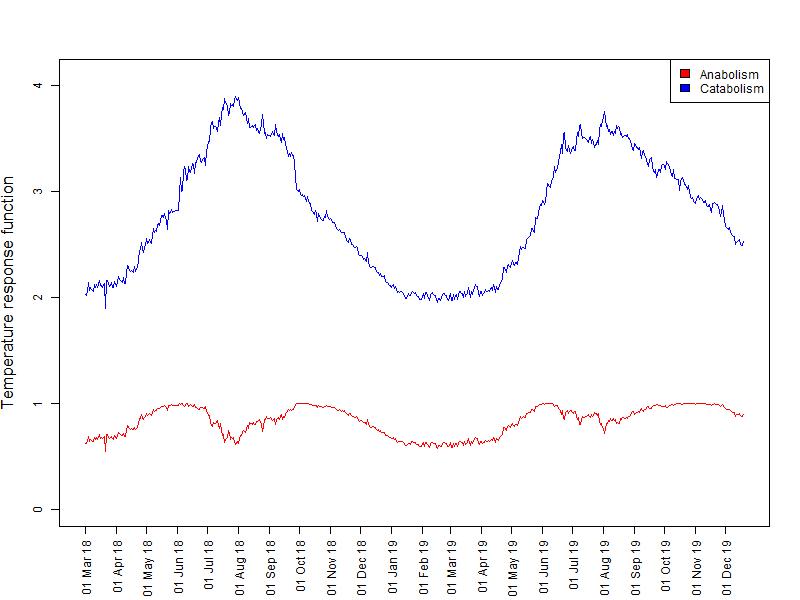 Anabolism
Catabolism
Temperature response function
4
3
2
1
0
01 Mar 18
01 Apr 18
01 May 18
01 Jun 18
01 Jul 18
01 Aug 18
01 Sep 18
01 Oct 18
01 Nov 18
01 Dec 18
01 Jan 19
01 Feb 19
01 Mar 19
01 Apr 19
01 May 19
01 Jun 19
01 Jul 19
01 Aug 19
01 Sep 19
01 Oct 19
01 Nov 19
01 Dec 19